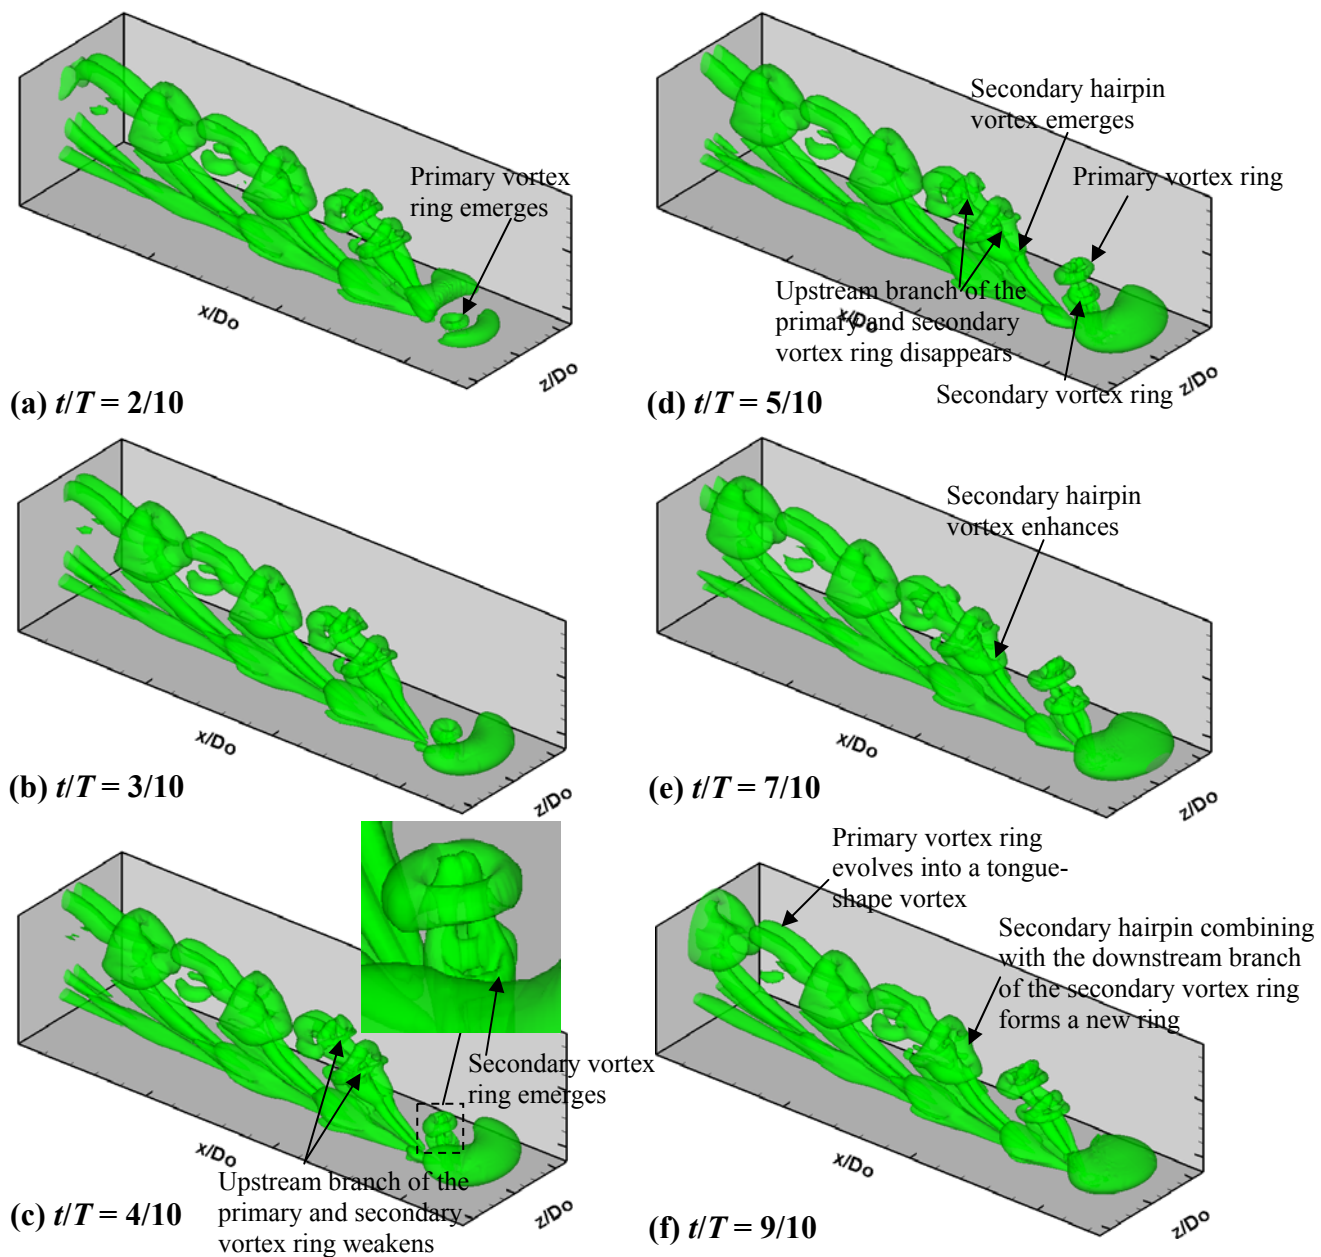 Primary vortex
ring emerges
x/Do
z/Do
(a) t/T = 2/10
Secondary hairpin
vortex emerges
Primary vortex ring
Upstream branch of the
primary and secondary
vortex ring disappears
x/Do
z/Do
Secondary vortex ring
(d) t/T = 5/10
x/Do
z/Do
(b) t/T = 3/10
Secondary hairpin
vortex enhances
x/Do
z/Do
(e) t/T = 7/10
Secondary vortex
ring emerges
x/Do
z/Do
Upstream branch of the
primary and secondary
vortex ring weakens
(c) t/T = 4/10
Primary vortex ring
evolves into a tongue-
shape vortex
Secondary hairpin combining
with the downstream branch
of the secondary vortex ring
forms a new ring
x/Do
z/Do
(f) t/T = 9/10